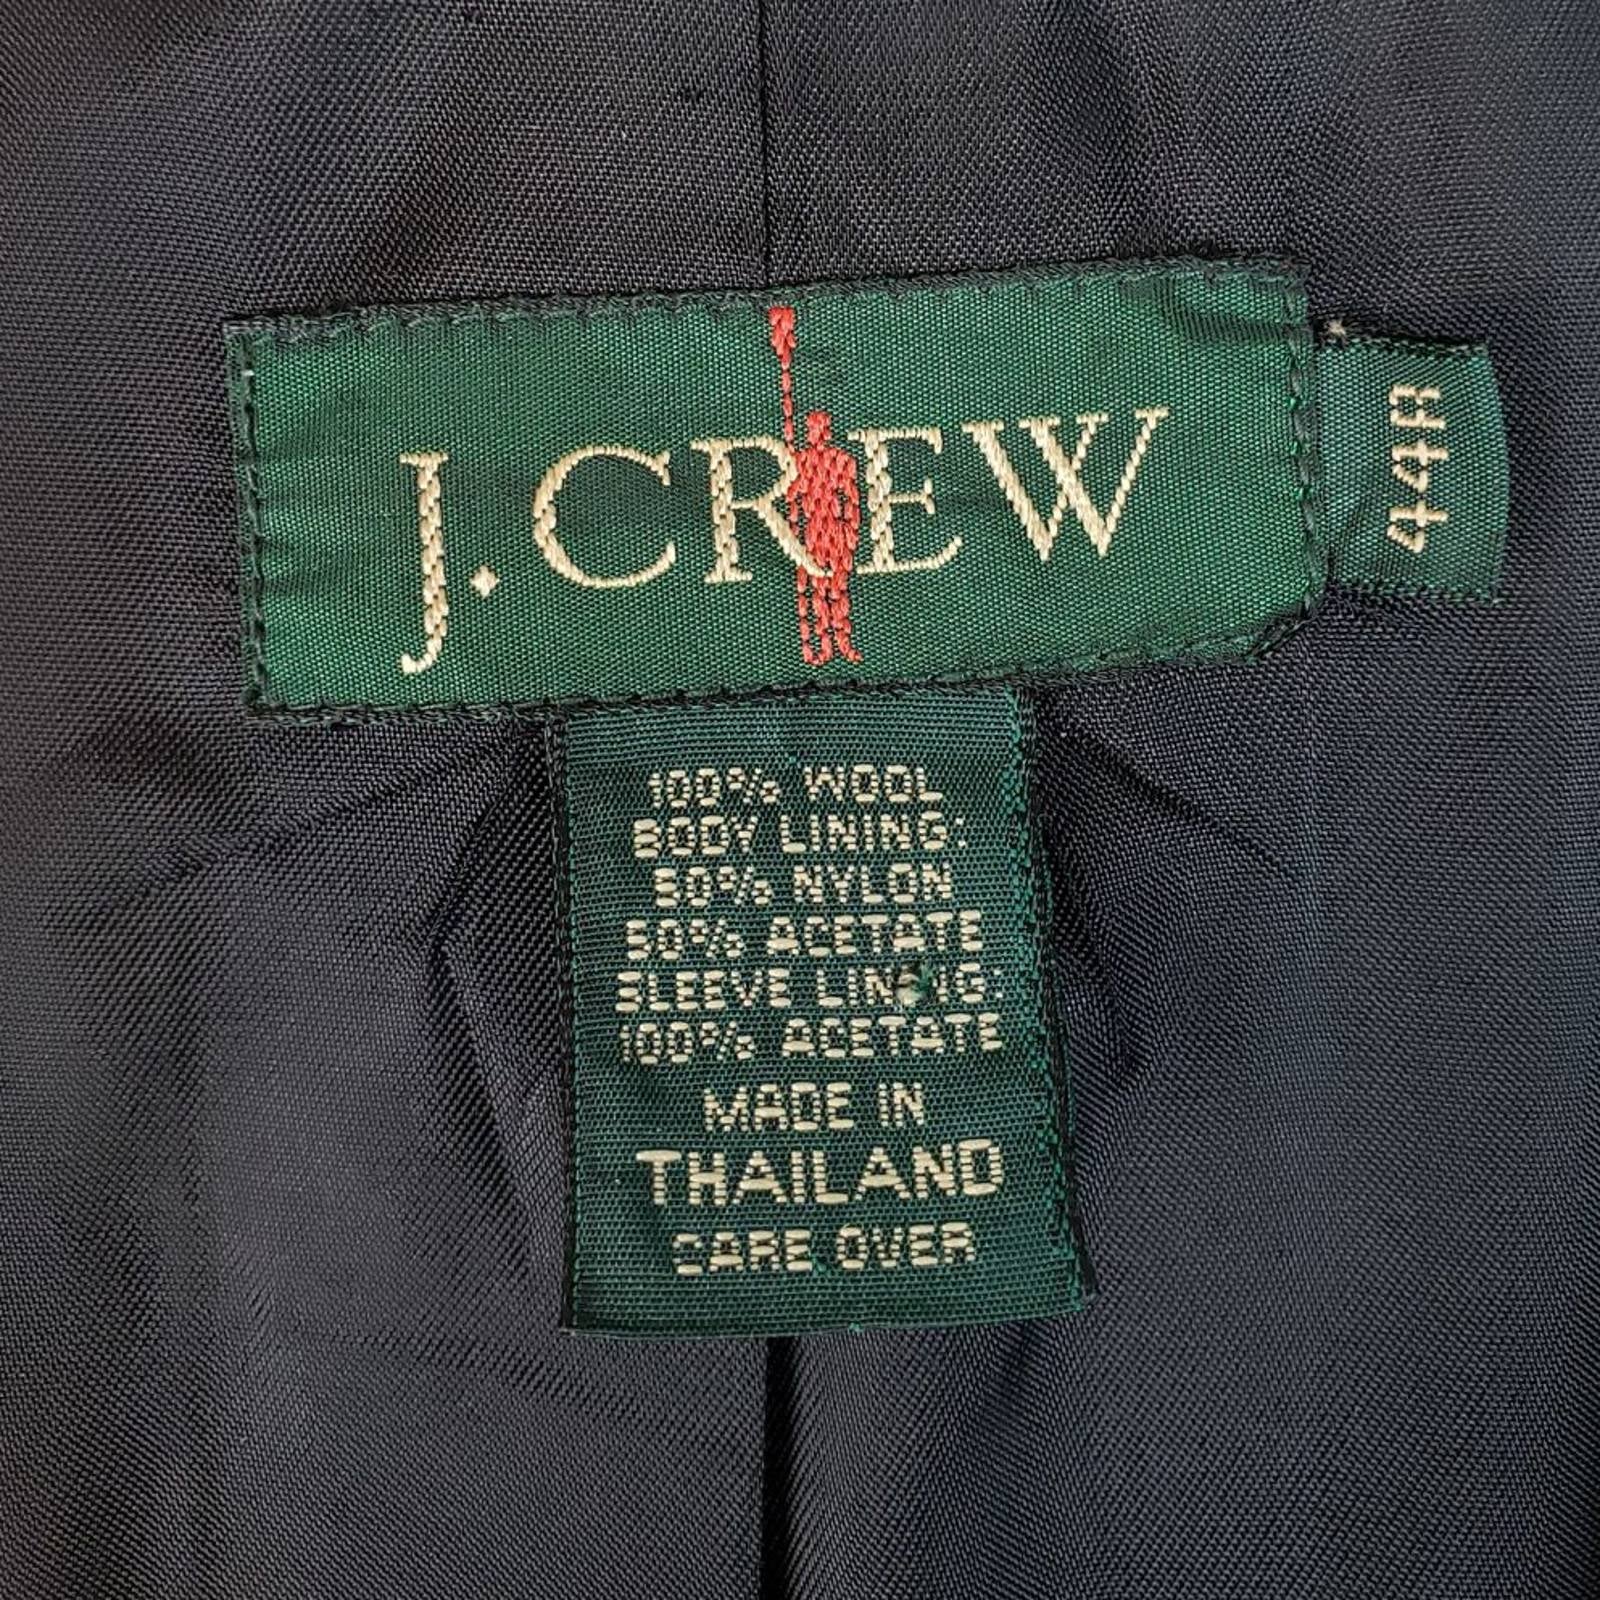 J.CREW
44R
100% WOOL
BODY LINING:
50% NYLON
50% ACETATE
SLEEVE LINING:
100% ACETATE
MADE IN
THAILAND
CARE OVER